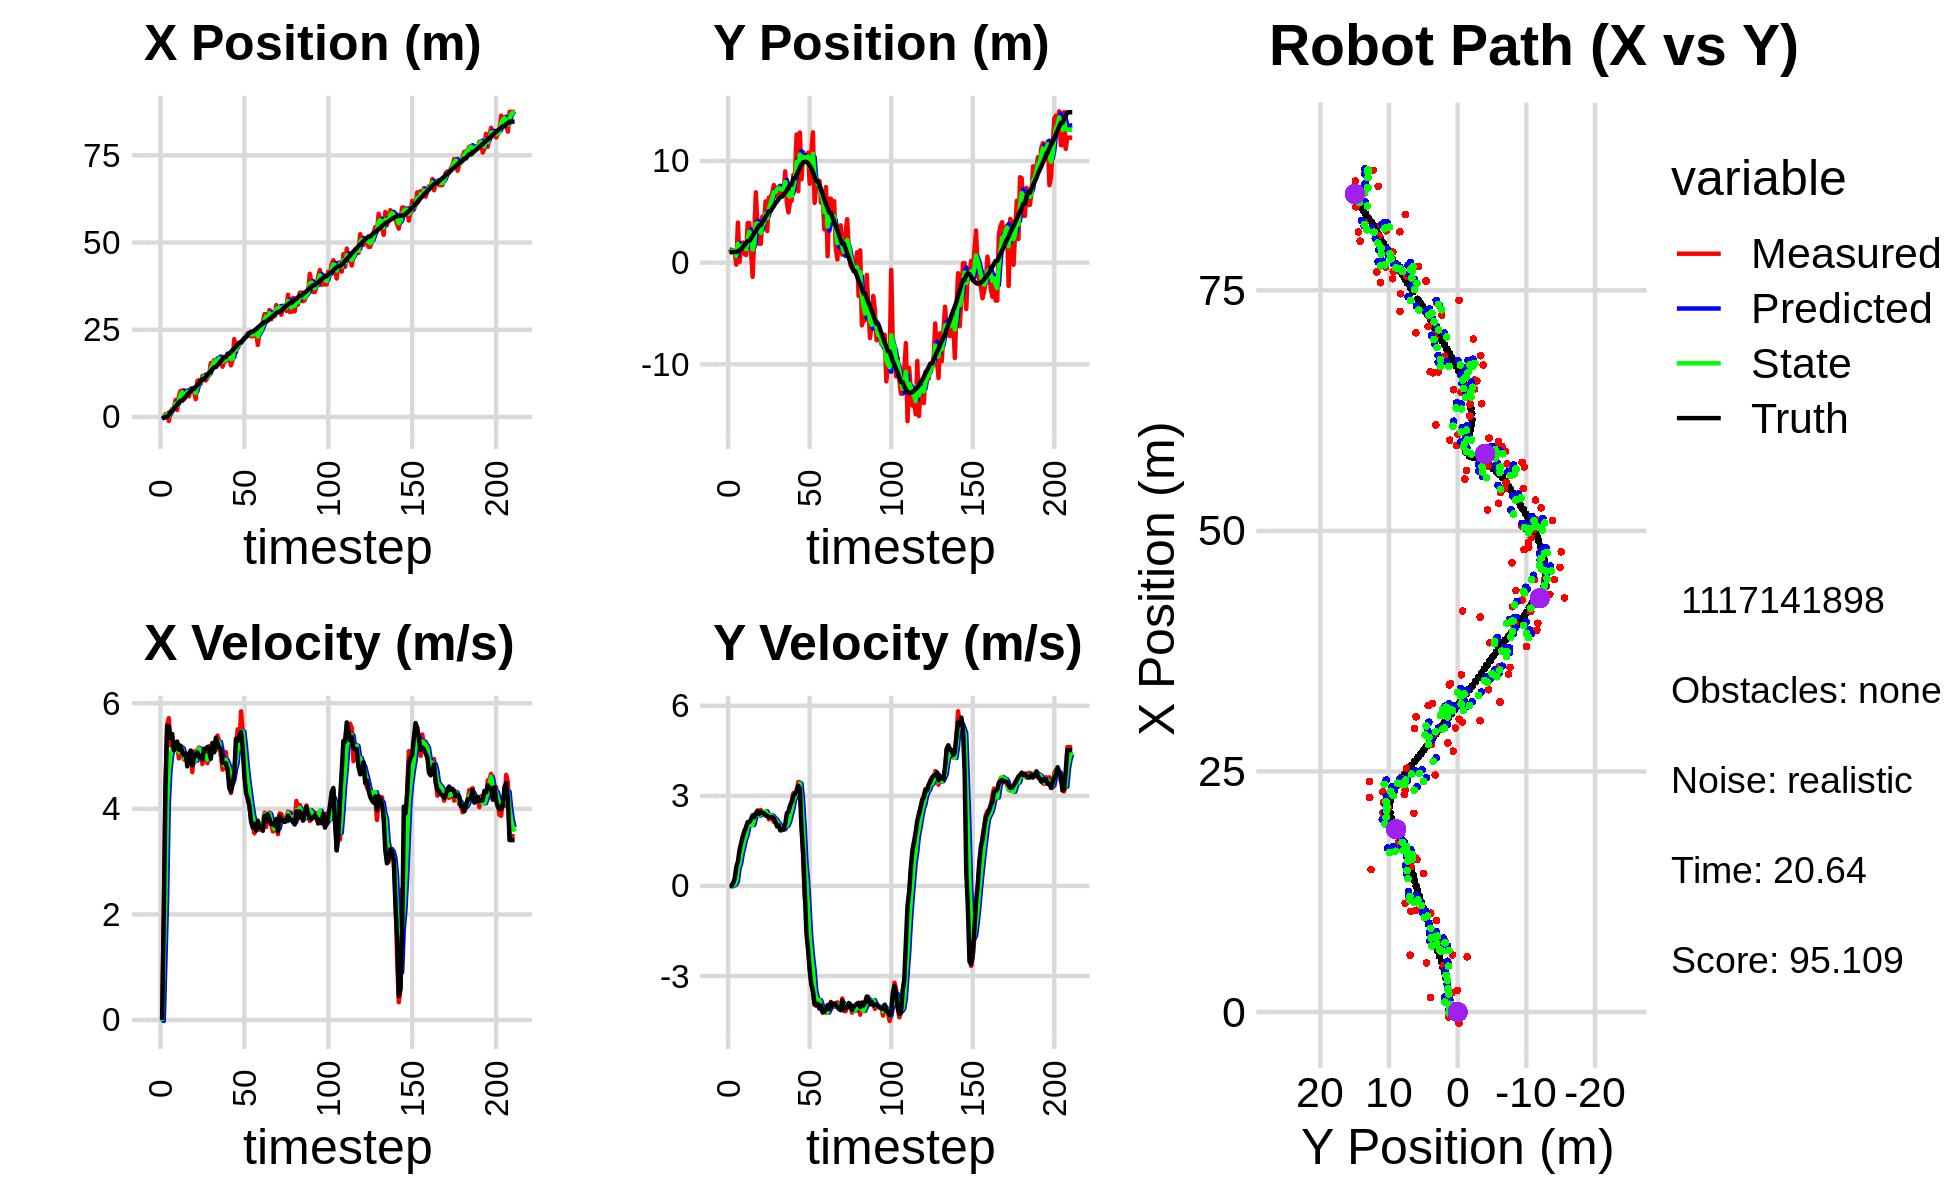 X Position (m)
75
50
25
0
0 50 100 150 200
timestep
Y Position (m)
10
0
-10
0 50 100 150 200
timestep
X Velocity (m/s)
6
4
2
0
0 50 100 150 200
timestep
Y Velocity (m/s)
6
3
0
-3
0 50 100 150 200
timestep
Robot Path (X vs Y)
X Position (m)
75
50
25
0
20 10 0 -10 -20
Y Position (m)
variable
Measured
Predicted
State
Truth
1117141898
Obstacles: none
Noise: realistic
Time: 20.64
Score: 95.109